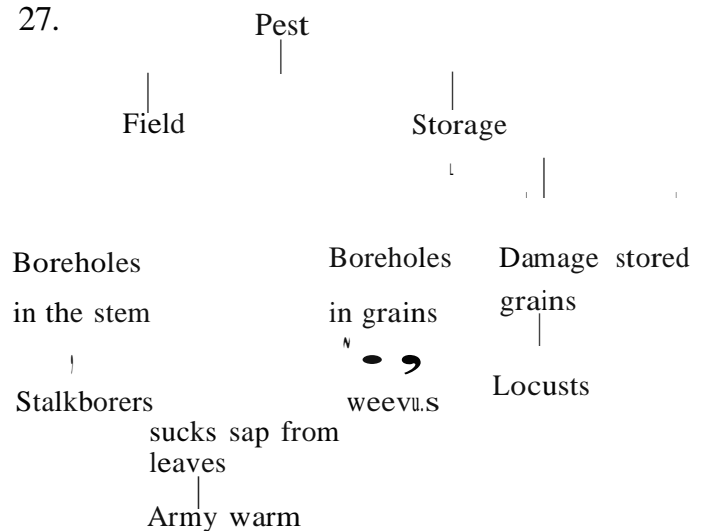 27.
Pest
Field Storage
Boreholes Boreholes Damage stored
in the stem in grains grains
Stalkborers weevu.s Locusts
sucks sap from
leaves
Army warm